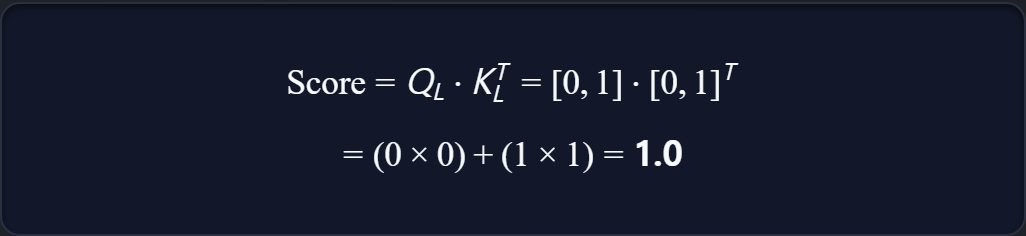 Score = Q_L · K_L^T = [0, 1] · [0, 1]^T
= (0 × 0) + (1 × 1) = 1.0